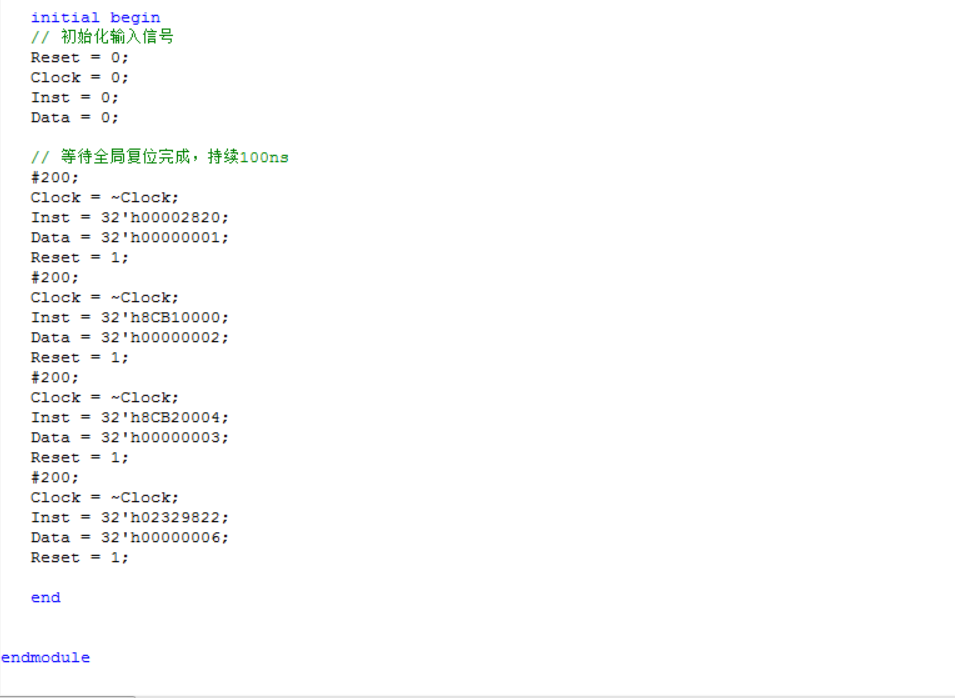 initial begin
// 初始化输入信号
Reset = 0;
Clock = 0;
Inst = 0;
Data = 0;
// 等待全局复位完成，持续100ns
#200;
Clock = ~Clock;
Inst = 32'h00002820;
Data = 32'h00000001;
Reset = 1;
#200;
Clock = ~Clock;
Inst = 32'h8CB10000;
Data = 32'h00000002;
Reset = 1;
#200;
Clock = ~Clock;
Inst = 32'h8CB20004;
Data = 32'h00000003;
Reset = 1;
#200;
Clock = ~Clock;
Inst = 32'h02329822;
Data = 32'h00000006;
Reset = 1;
end
endmodule